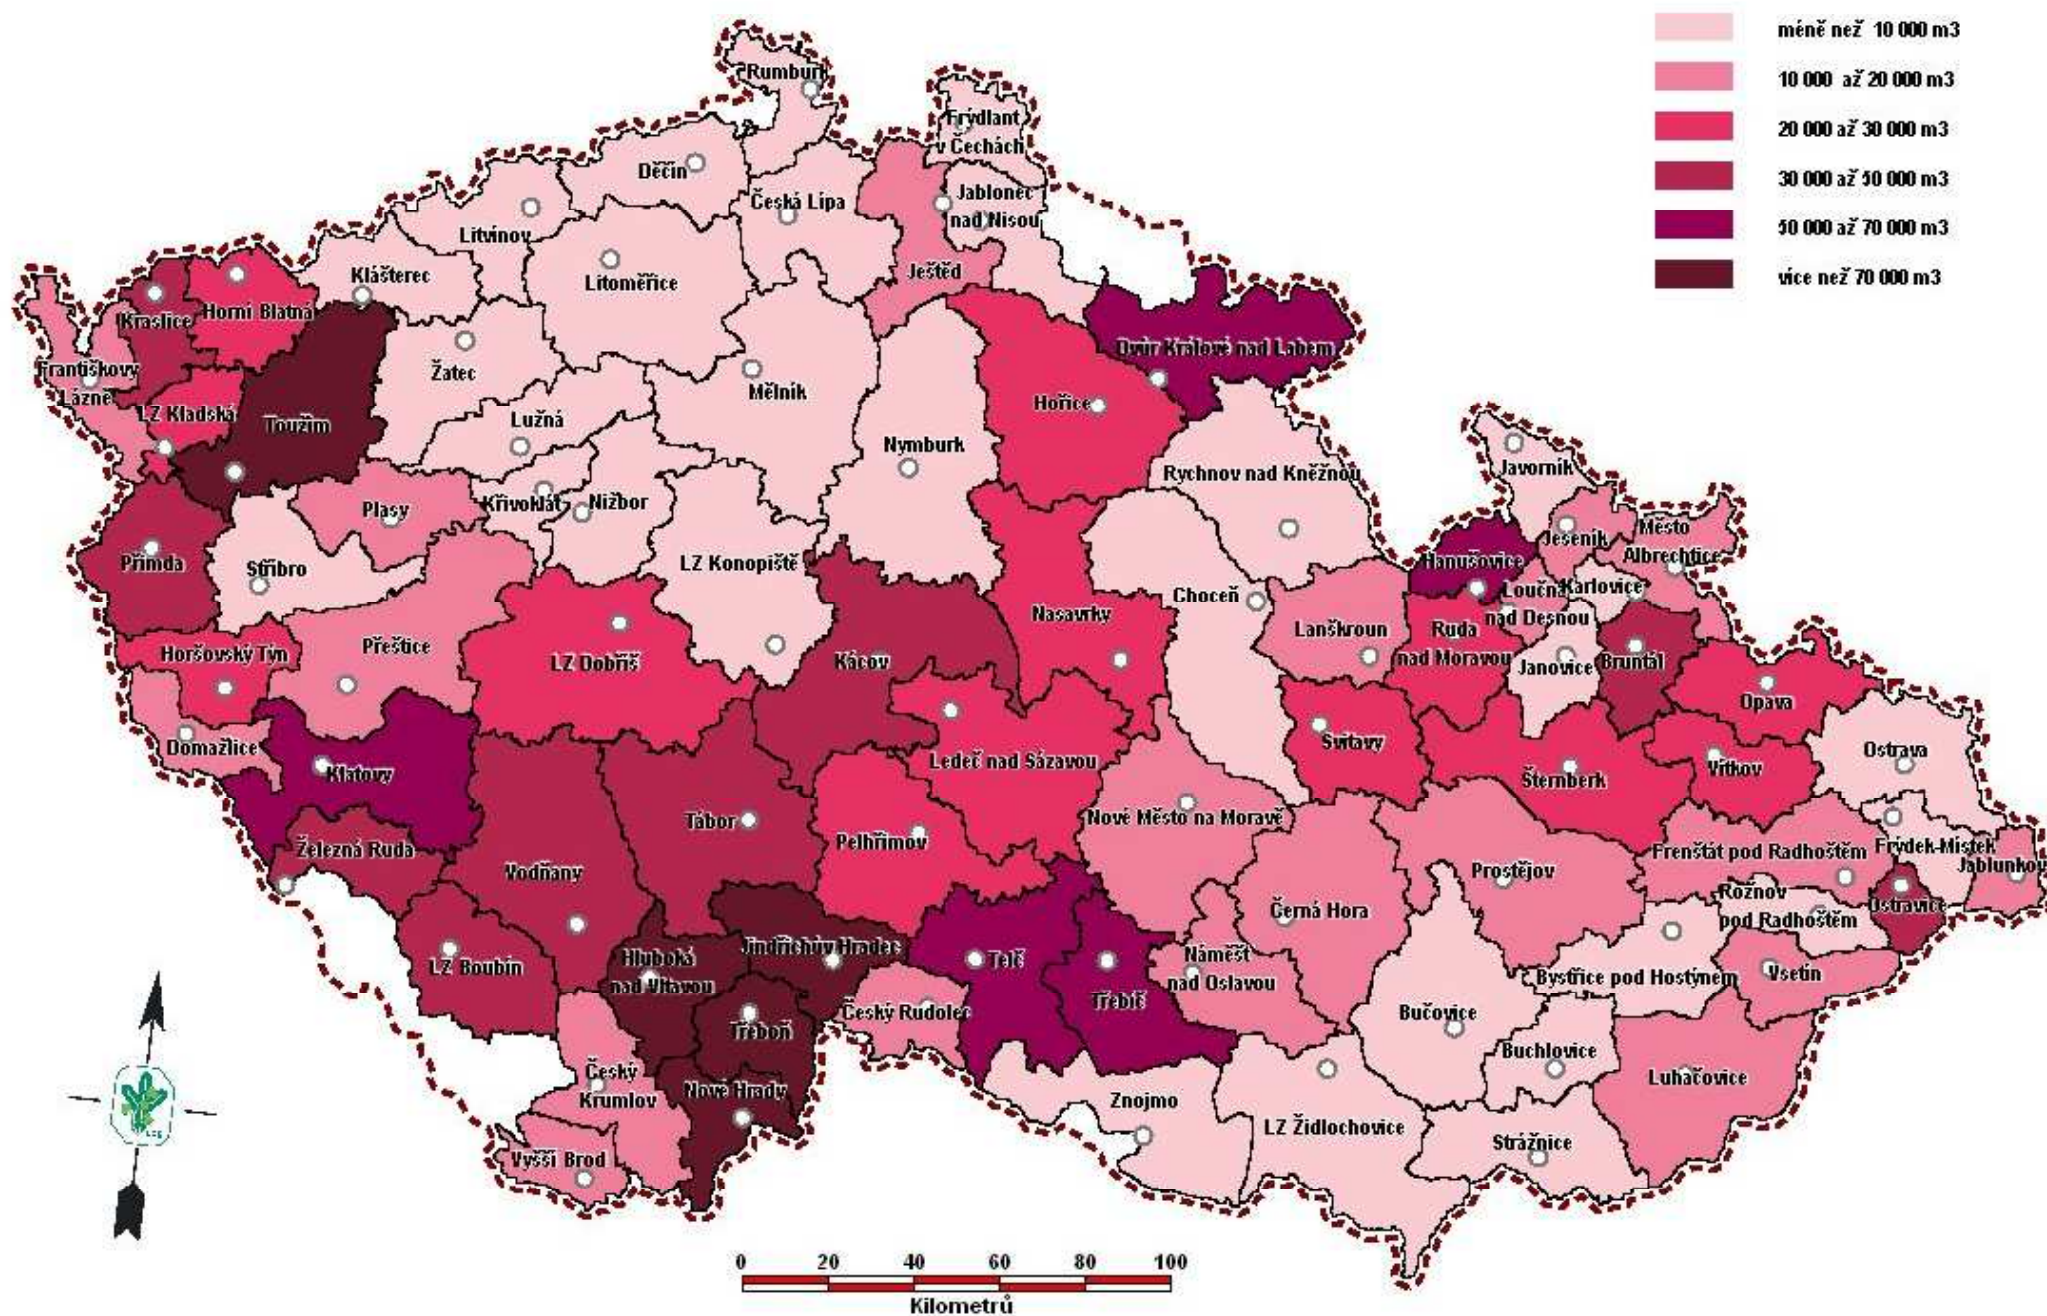 méně než 10 000 m3
10 000 až 20 000 m3
20 000 až 30 000 m3
30 000 až 50 000 m3
50 000 až 70 000 m3
více než 70 000 m3
Rumburk
Frýdlant
v Čechách
Děčín
Česká Lípa
Jablonec
nad Nisou
Litvínov
Klášterec
Litoměřice
Ještěd
Kraslice
Horní Blatná
Dvůr Králové nad Labem
Františkovy
Lázně
Žatec
Mělník
Hořice
LZ Kladská
Toužim
Lužná
Nymburk
Rychnov nad Kněžnou
Javorník
Plasy
Křivoklát
Nižbor
Jeseník
Město
Albrechtice
Přimda
Stříbro
LZ Konopiště
Hanušovice
Choceň
Loučná
nad Desnou
Karlovice
Nasavrky
Lanškroun
Ruda
nad Moravou
Horšovský Týn
Přeštice
LZ Dobříš
Kácov
Janovice
Bruntál
Opava
Domažlice
Klatovy
Ledeč nad Sázavou
Svitavy
Šternberk
Vítkov
Ostrava
Tábor
Nové Město na Moravě
Železná Ruda
Vodňany
Pelhřimov
Prostějov
Frenštát pod Radhoštěm
Frýdek-Místek
Jablunkov
Rožnov
pod Radhoštěm
Ostravice
Černá Hora
LZ Boubín
Hluboká
nad Vltavou
Jindřichův Hradec
Telč
Třebíč
Náměšť
nad Oslavou
Bystřice pod Hostýnem
Vsetín
Třeboň
Český Rudolec
Bučovice
Buchlovice
Luhačovice
Český
Krumlov
Nové Hrady
Znojmo
LZ Židlochovice
Strážnice
Vyšší Brod
0 20 40 60 80 100
Kilometrů